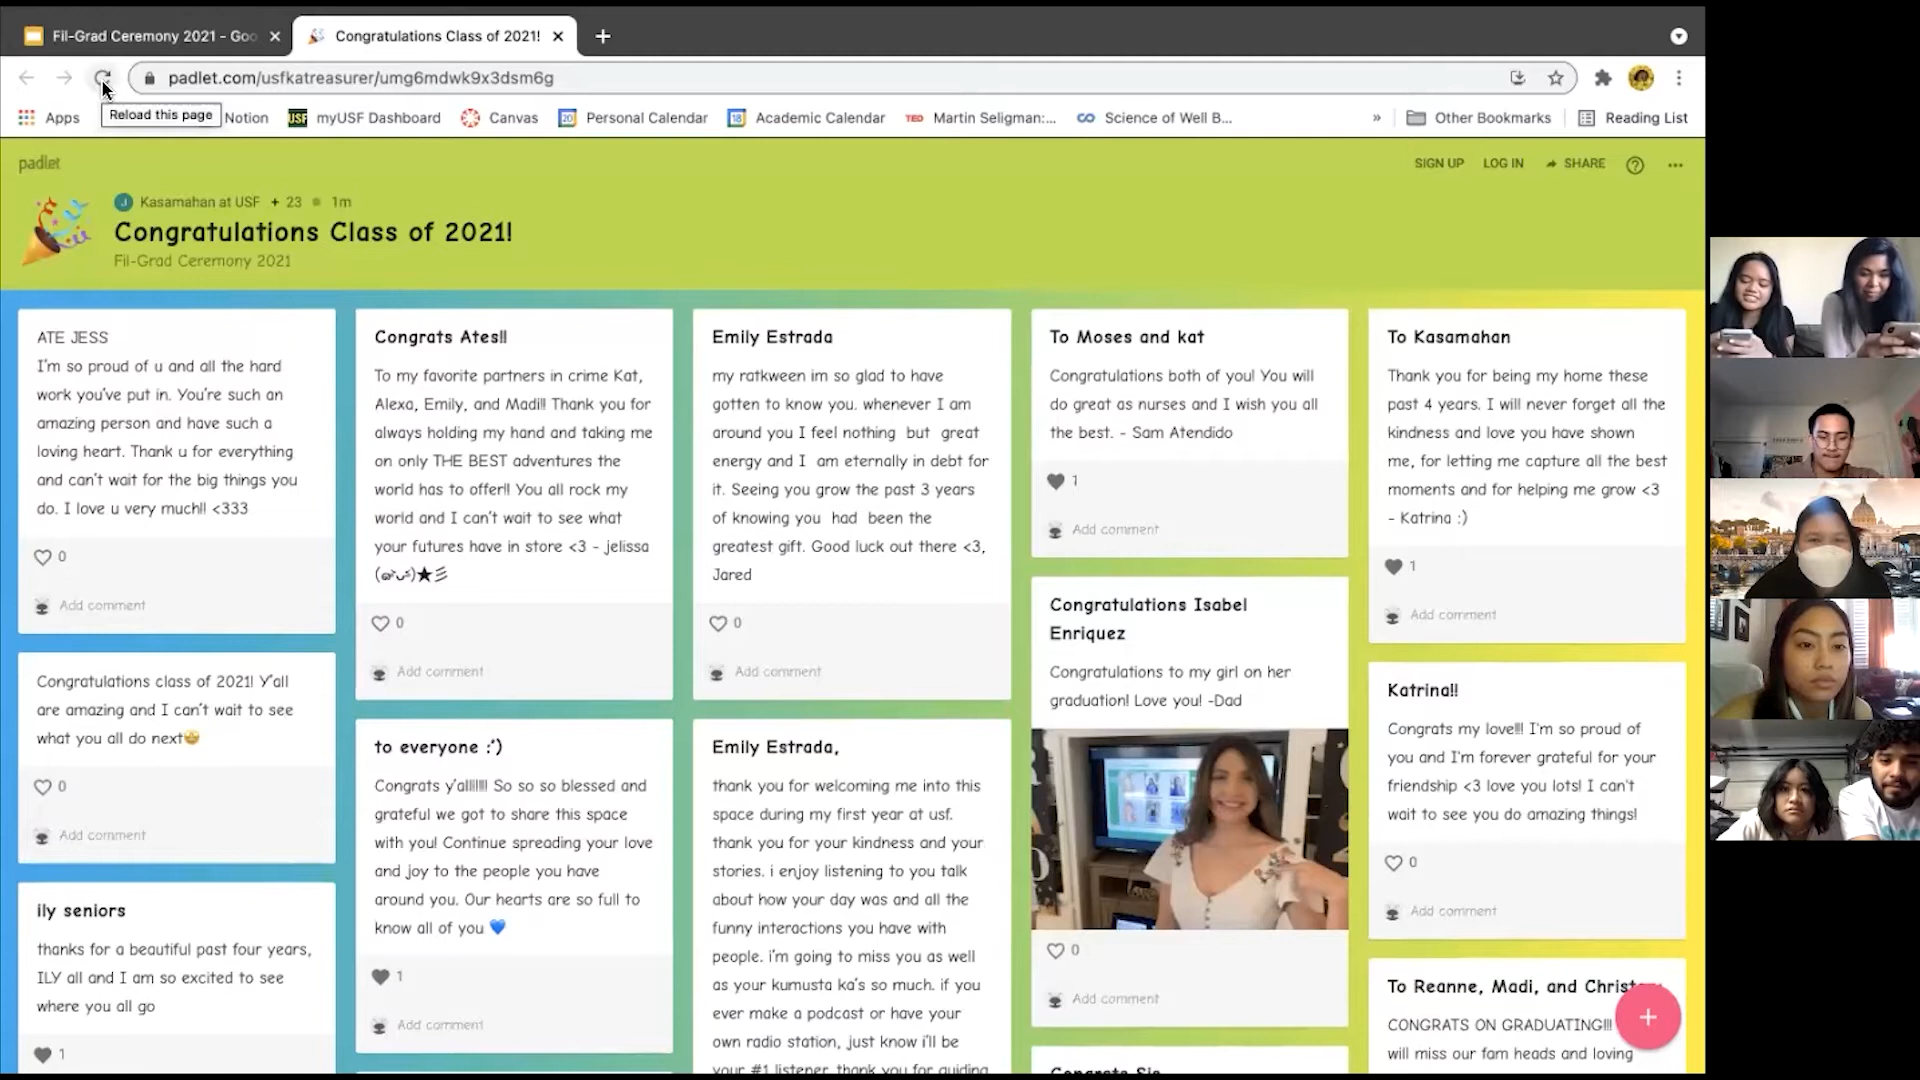 Fil-Grad Ceremony 2021 - Goo
Congratulations Class of 2021!
padlet.com/usfkatreasurer/umg6mdwk9x3dsm6g
Apps
Reload this page
Notion
USF
myUSF Dashboard
Canvas
20
Personal Calendar
18
Academic Calendar
TED
Martin Seligman:...
Science of Well B...
»
Other Bookmarks
Reading List
padlet
SIGN UP
LOG IN
SHARE
?
J
Kasamahan at USF + 23
1m
Congratulations Class of 2021!
Fil-Grad Ceremony 2021
ATE JESS
I'm so proud of u and all the hard
work you've put in. You're such an
amazing person and have such a
loving heart. Thank u for everything
and can't wait for the big things you
do. I love u very much!! <333
0
Add comment
Congratulations class of 2021! Y'all
are amazing and I can't wait to see
what you all do next🤩
0
Add comment
ily seniors
thanks for a beautiful past four years,
ILY all and I am so excited to see
where you all go
1
Congrats Ates!!
To my favorite partners in crime Kat,
Alexa, Emily, and Madi!! Thank you for
always holding my hand and taking me
on only THE BEST adventures the
world has to offer!! You all rock my
world and I can't wait to see what
your futures have in store <3 - jelissa
0
Add comment
to everyone :')
Congrats y'alll!!!! So so so blessed and
grateful we got to share this space
with you! Continue spreading your love
and joy to the people you have
around you. Our hearts are so full to
know all of you 💙
1
Add comment
Emily Estrada
my ratkween im so glad to have
gotten to know you. whenever I am
around you I feel nothing but great
energy and I am eternally in debt for
it. Seeing you grow the past 3 years
of knowing you had been the
greatest gift. Good luck out there <3,
Jared
0
Add comment
Emily Estrada,
thank you for welcoming me into this
space during my first year at usf.
thank you for your kindness and your
stories. i enjoy listening to you talk
about how your day was and all the
funny interactions you have with
people. i'm going to miss you as well
as your kumusta ka's so much. if you
ever make a podcast or have your
own radio station, just know i'll be
your #1 listener. thank you for guiding
To Moses and kat
Congratulations both of you! You will
do great as nurses and I wish you all
the best. - Sam Atendido
1
Add comment
Congratulations Isabel
Enriquez
Congratulations to my girl on her
graduation! Love you! -Dad
0
Add comment
Congrats Sis
To Kasamahan
Thank you for being my home these
past 4 years. I will never forget all the
kindness and love you have shown
me, for letting me capture all the best
moments and for helping me grow <3
- Katrina :)
1
Add comment
Katrina!!
Congrats my love!!! I'm so proud of
you and I'm forever grateful for your
friendship <3 love you lots! I can't
wait to see you do amazing things!
0
Add comment
To Reanne, Madi, and Christ
CONGRATS ON GRADUATING!!!
will miss our fam heads and loving